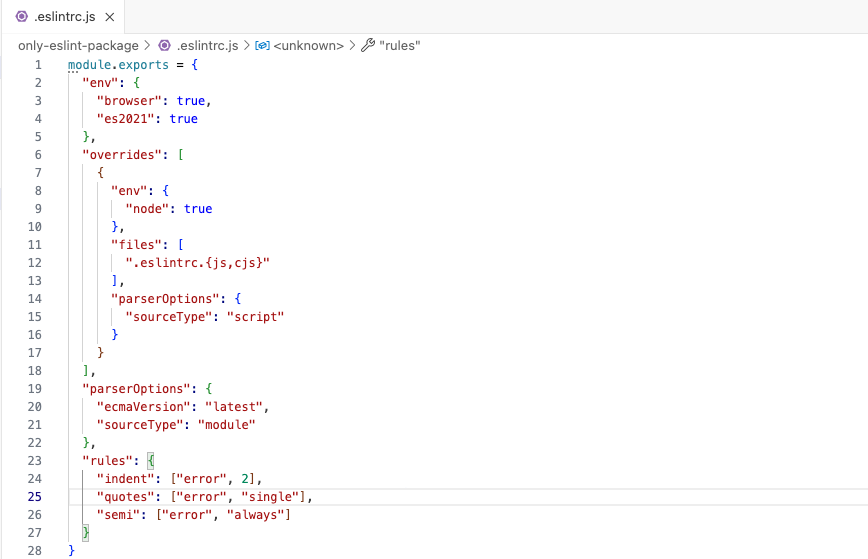 .eslintrc.js
only-eslint-package > .eslintrc.js > <unknown> > "rules"
1 module.exports = {
2   "env": {
3     "browser": true,
4     "es2021": true
5   },
6   "overrides": [
7     {
8       "env": {
9         "node": true
10       },
11       "files": [
12         ".eslintrc.{js,cjs}"
13       ],
14       "parserOptions": {
15         "sourceType": "script"
16       }
17     }
18   ],
19   "parserOptions": {
20     "ecmaVersion": "latest",
21     "sourceType": "module"
22   },
23   "rules": {
24     "indent": ["error", 2],
25     "quotes": ["error", "single"],
26     "semi": ["error", "always"]
27   }
28 }